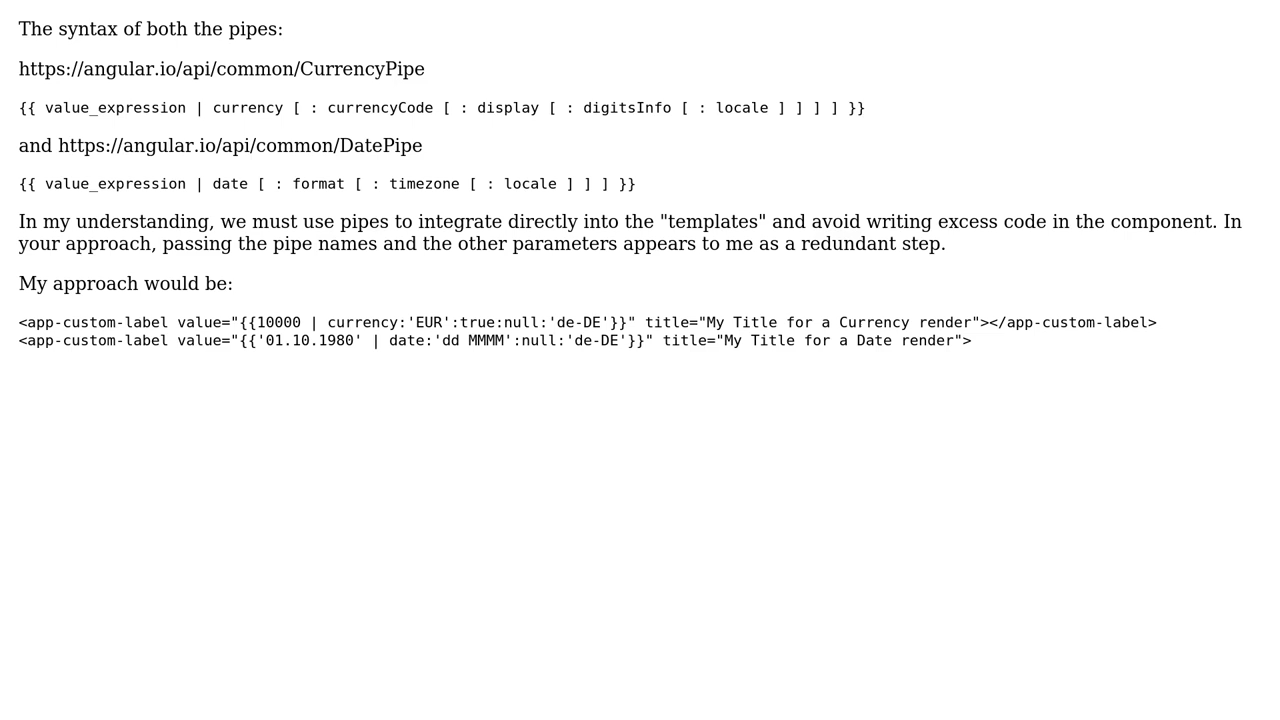 The syntax of both the pipes:
https://angular.io/api/common/CurrencyPipe
{{ value_expression | currency [ : currencyCode [ : display [ : digitsInfo [ : locale ] ] ] ] }}
and https://angular.io/api/common/DatePipe
{{ value_expression | date [ : format [ : timezone [ : locale ] ] ] }}
In my understanding, we must use pipes to integrate directly into the "templates" and avoid writing excess code in the component. In
your approach, passing the pipe names and the other parameters appears to me as a redundant step.
My approach would be:
<app-custom-label value="{{10000 | currency:'EUR':true:null:'de-DE'}}" title="My Title for a Currency render"></app-custom-label>
<app-custom-label value="{{'01.10.1980' | date:'dd MMMM':null:'de-DE'}}" title="My Title for a Date render">